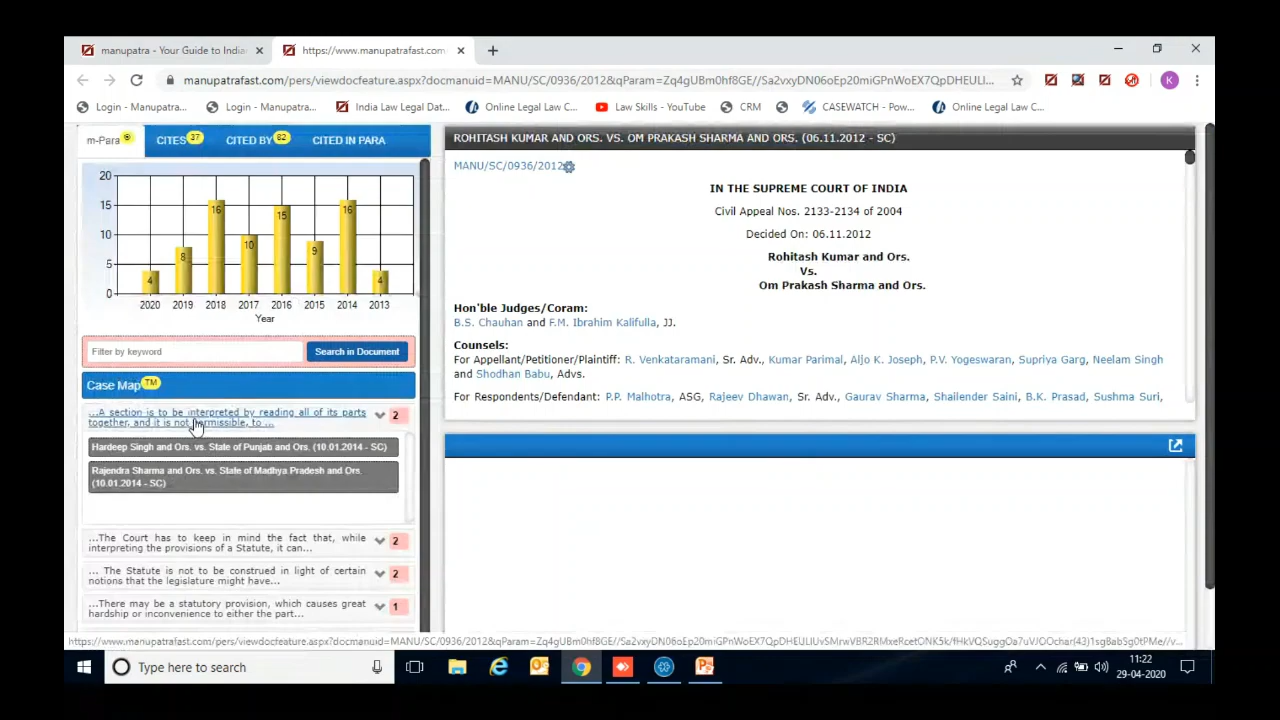 manupatra - Your Guide to India
https://www.manupatrafast.com
manupatrafast.com/pers/viewdocfeature.aspx?docmanuid=MANU/SC/0936/2012&qParam=Zq4gUBm0hf8GE//Sa2vxyDN06oEp20miGPnWoEX7QpDHEULI...
K
Login - Manupatra...
Login - Manupatra...
India Law Legal Dat...
Online Legal Law C...
Law Skills - YouTube
CRM
CASEWATCH - Pow...
Online Legal Law C...
m-Para
CITES 37
CITED BY 82
CITED IN PARA
20
15
10
5
0
4
8
16
10
15
9
16
4
2020 2019 2018 2017 2016 2015 2014 2013
Year
Filter by keyword
Search in Document
Case Map TM
...A section is to be interpreted by reading all of its parts
together, and it is not permissible, to ...
2
Hardeep Singh and Ors. vs. State of Punjab and Ors. (10.01.2014 - SC)
Rajendra Sharma and Ors. vs. State of Madhya Pradesh and Ors.
(10.01.2014 - SC)
...The Court has to keep in mind the fact that, while
interpreting the provisions of a Statute, it can...
2
... The Statute is not to be construed in light of certain
notions that the legislature might have...
2
...There may be a statutory provision, which causes great
hardship or inconvenience to either the part...
1
ROHITASH KUMAR AND ORS. VS. OM PRAKASH SHARMA AND ORS. (06.11.2012 - SC)
MANU/SC/0936/2012
IN THE SUPREME COURT OF INDIA
Civil Appeal Nos. 2133-2134 of 2004
Decided On: 06.11.2012
Rohitash Kumar and Ors.
Vs.
Om Prakash Sharma and Ors.
Hon'ble Judges/Coram:
B.S. Chauhan and F.M. Ibrahim Kalifulla, JJ.
Counsels:
For Appellant/Petitioner/Plaintiff: R. Venkataramani, Sr. Adv., Kumar Parimal, Aljo K. Joseph, P.V. Yogeswaran, Supriya Garg, Neelam Singh
and Shodhan Babu, Advs.
For Respondents/Defendant: P.P. Malhotra, ASG, Rajeev Dhawan, Sr. Adv., Gaurav Sharma, Shailender Saini, B.K. Prasad, Sushma Suri,
Type here to search
11:22
29-04-2020